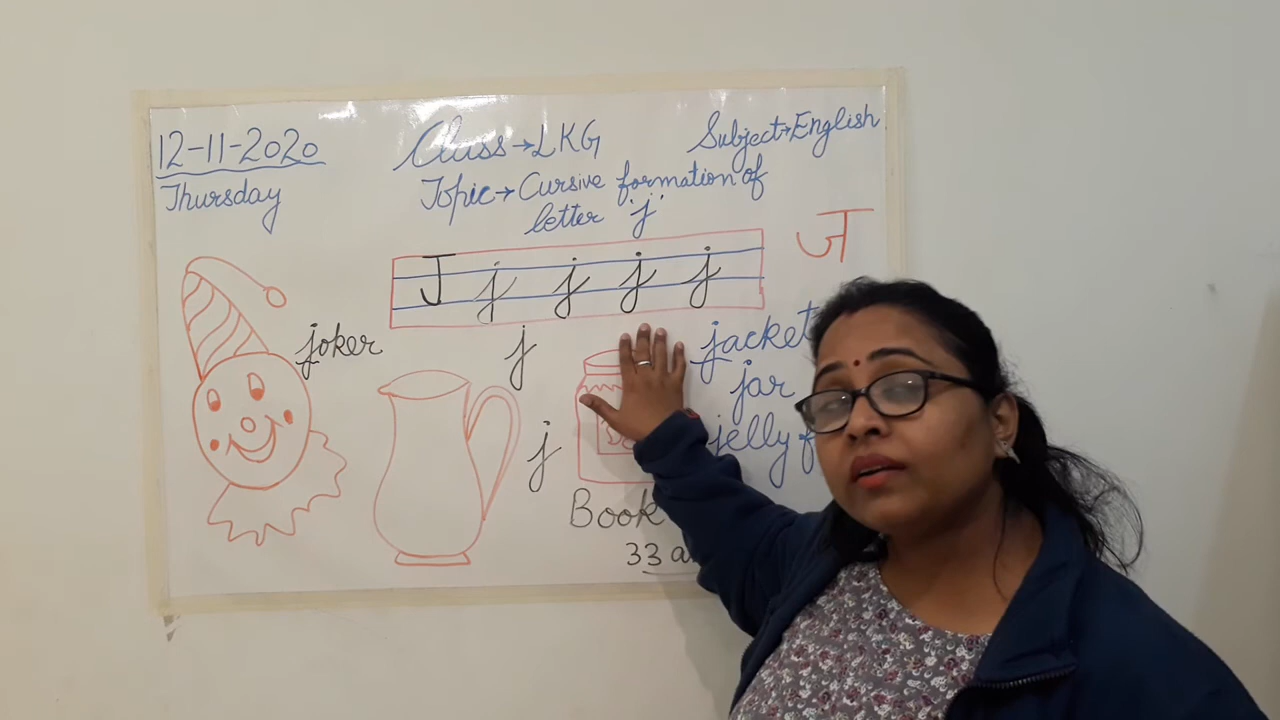 12-11-2020
Thursday
Class→LKG
Subject→English
Topic→Cursive formation of
letter 'j'
J j j j j
ज
joker
j
j
jacket
jar
jelly
Book
33